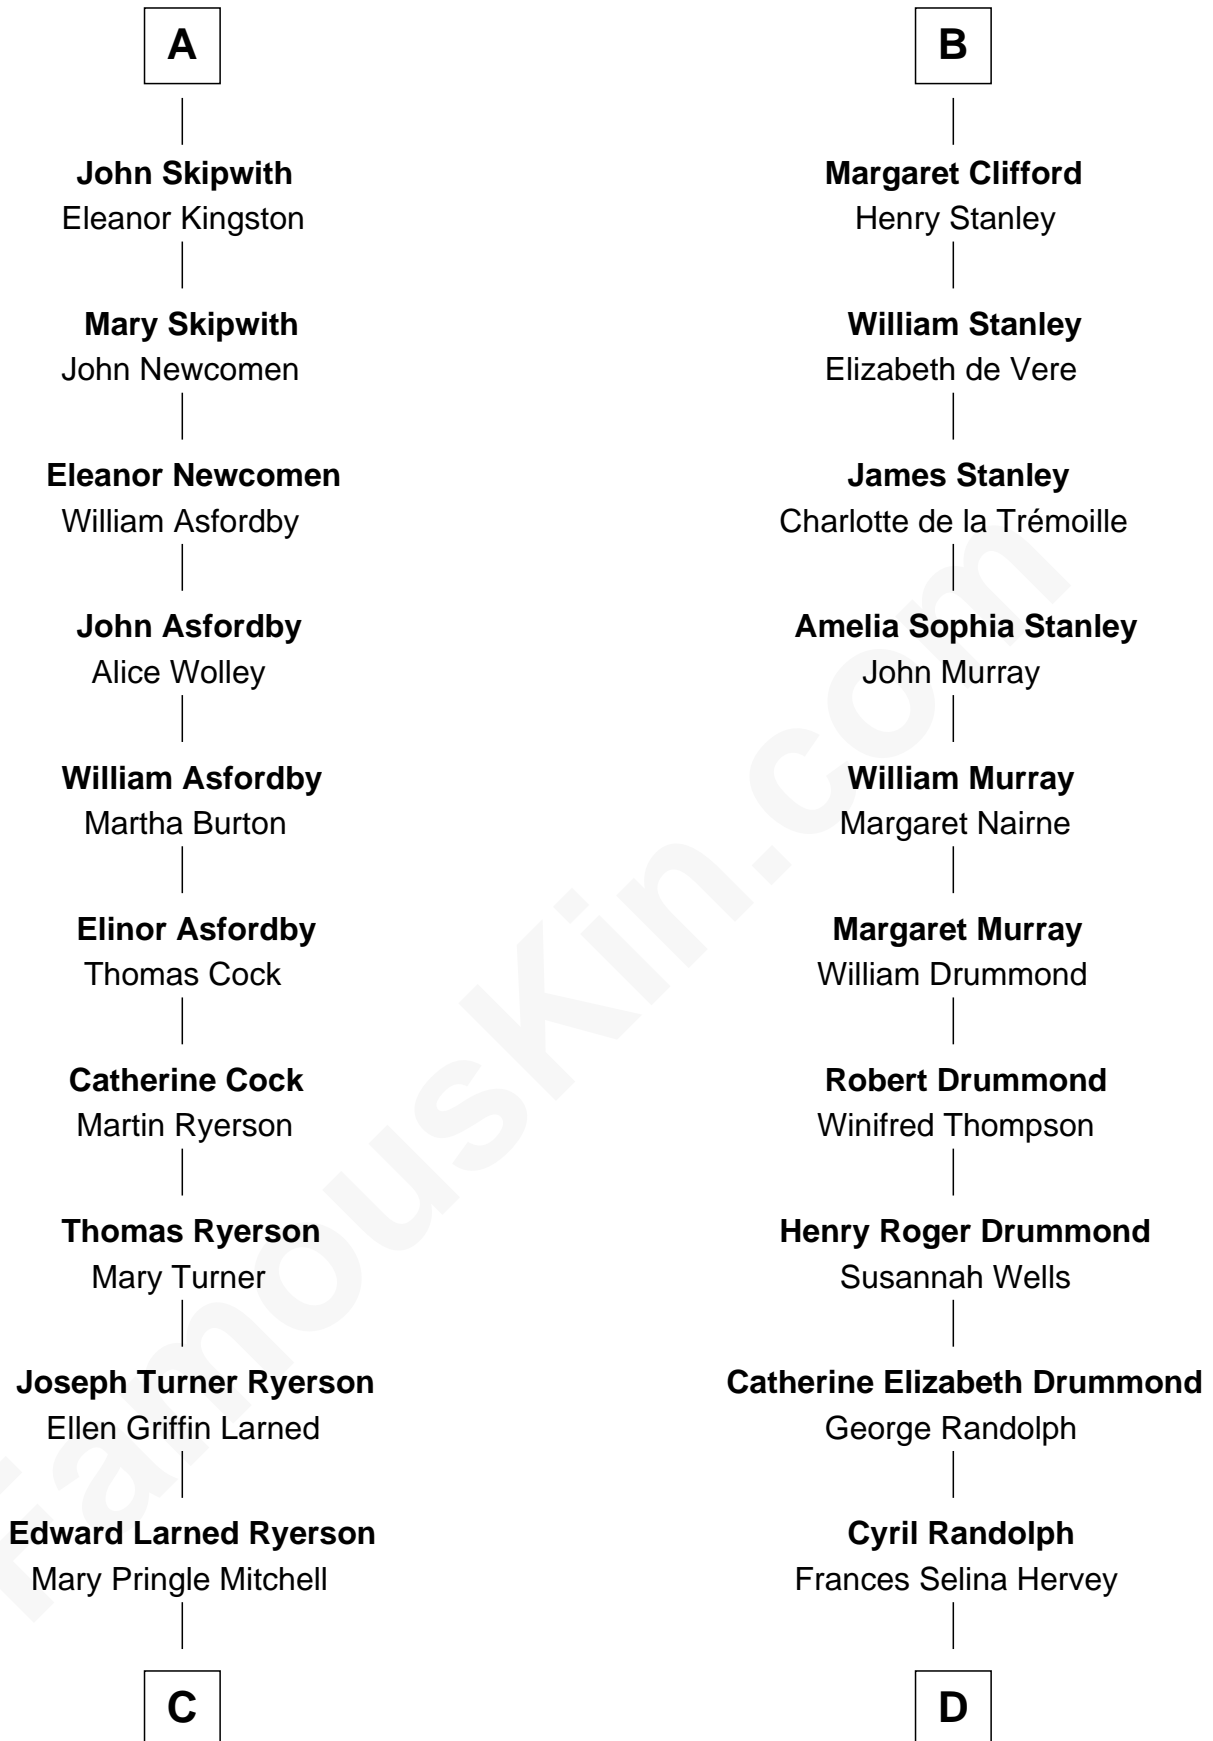 A
John Skipwith
Eleanor Kingston
Mary Skipwith
John Newcomen
Eleanor Newcomen
William Asfordby
John Asfordby
Alice Wolley
William Asfordby
Martha Burton
Elinor Asfordby
Thomas Cock
Catherine Cock
Martin Ryerson
Thomas Ryerson
Mary Turner
Joseph Turner Ryerson
Ellen Griffin Larned
Edward Larned Ryerson
Mary Pringle Mitchell
C
B
Margaret Clifford
Henry Stanley
William Stanley
Elizabeth de Vere
James Stanley
Charlotte de la Trémoille
Amelia Sophia Stanley
John Murray
William Murray
Margaret Nairne
Margaret Murray
William Drummond
Robert Drummond
Winifred Thompson
Henry Roger Drummond
Susannah Wells
Catherine Elizabeth Drummond
George Randolph
Cyril Randolph
Frances Selina Hervey
D
FamousKin.com